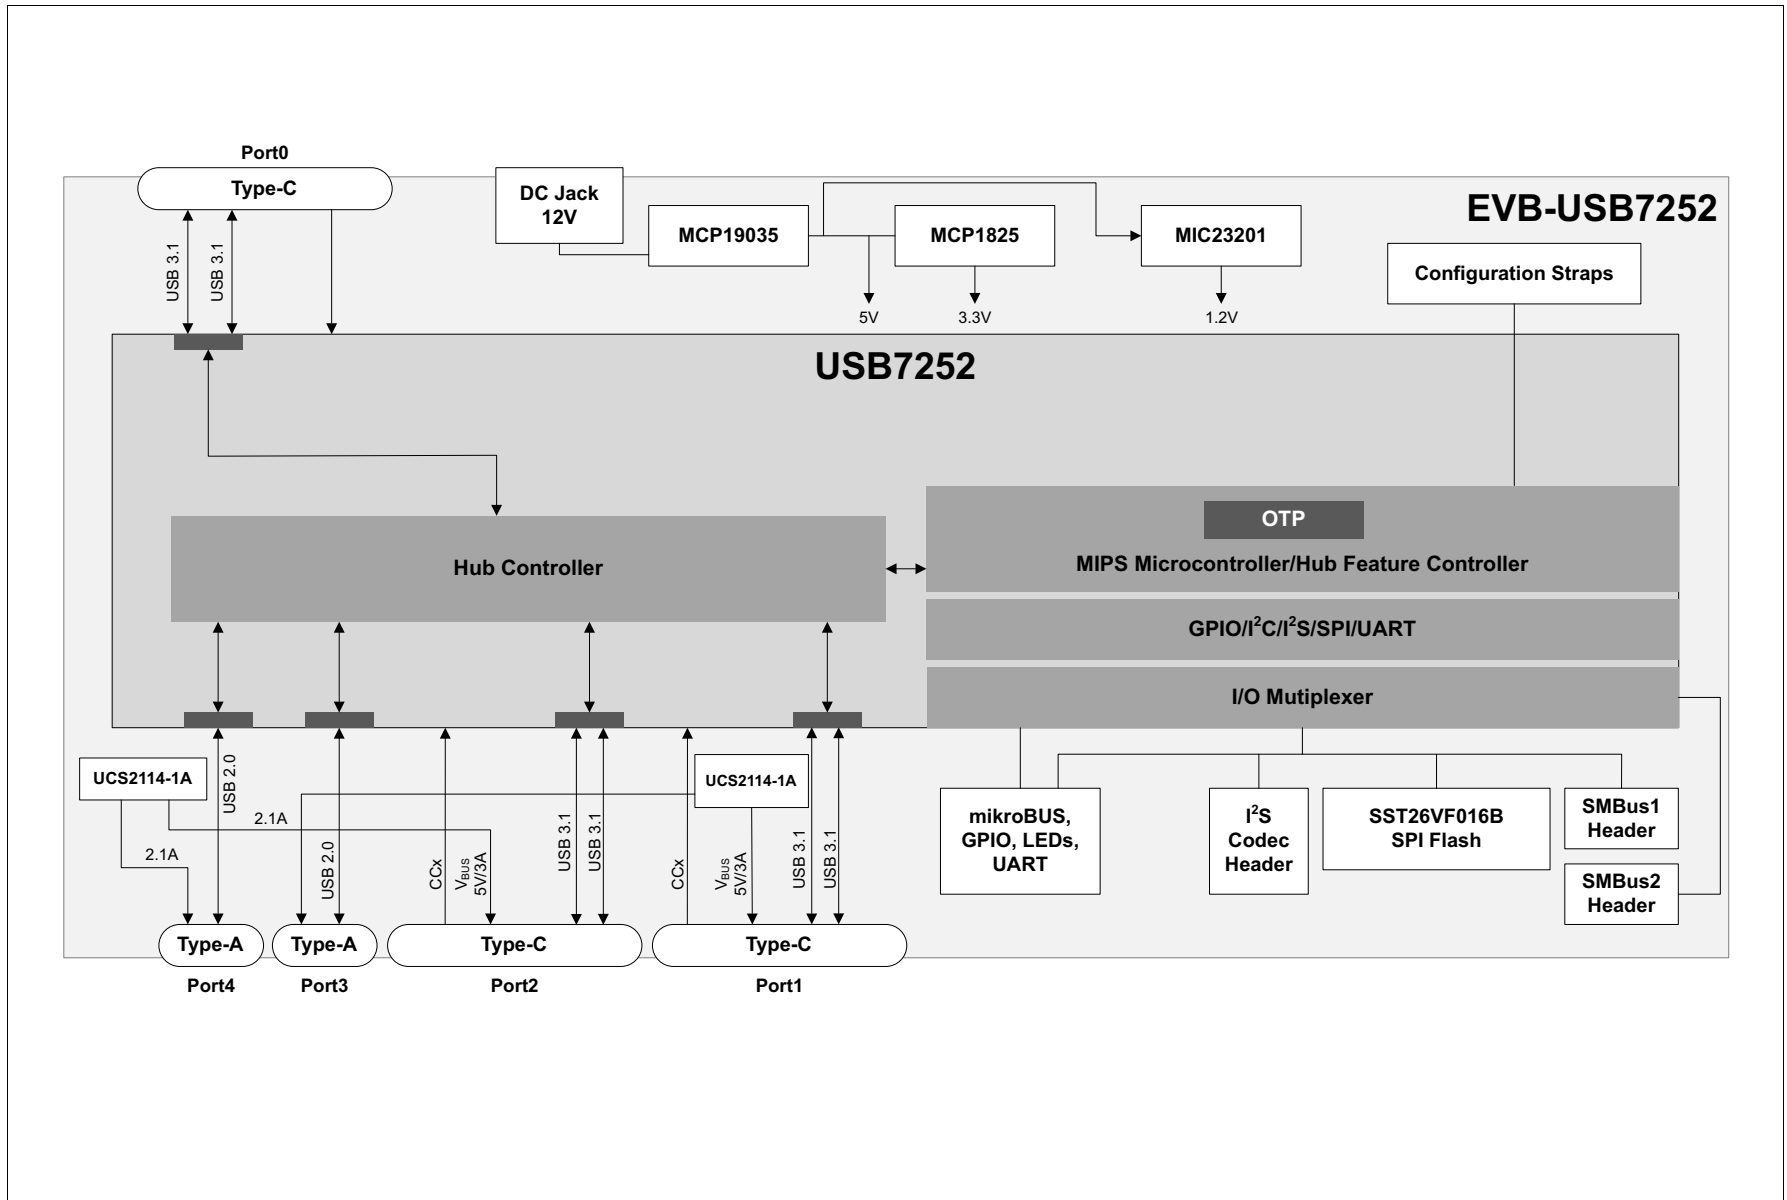 Port0
Type-C
DC Jack
12V
MCP19035
MCP1825
MIC23201
EVB-USB7252
Configuration Straps
USB 3.1
USB 3.1
5V
3.3V
1.2V
USB7252
OTP
MIPS Microcontroller/Hub Feature Controller
Hub Controller
GPIO/I²C/I²S/SPI/UART
I/O Mutiplexer
UCS2114-1A
USB 2.0
UCS2114-1A
2.1A
2.1A
USB 2.0
CCx
VBUS
5V/3A
USB 3.1
USB 3.1
CCx
VBUS
5V/3A
USB 3.1
USB 3.1
mikroBUS,
GPIO, LEDs,
UART
I²S
Codec
Header
SST26VF016B
SPI Flash
SMBus1
Header
SMBus2
Header
Type-A
Type-A
Type-C
Type-C
Port4
Port3
Port2
Port1